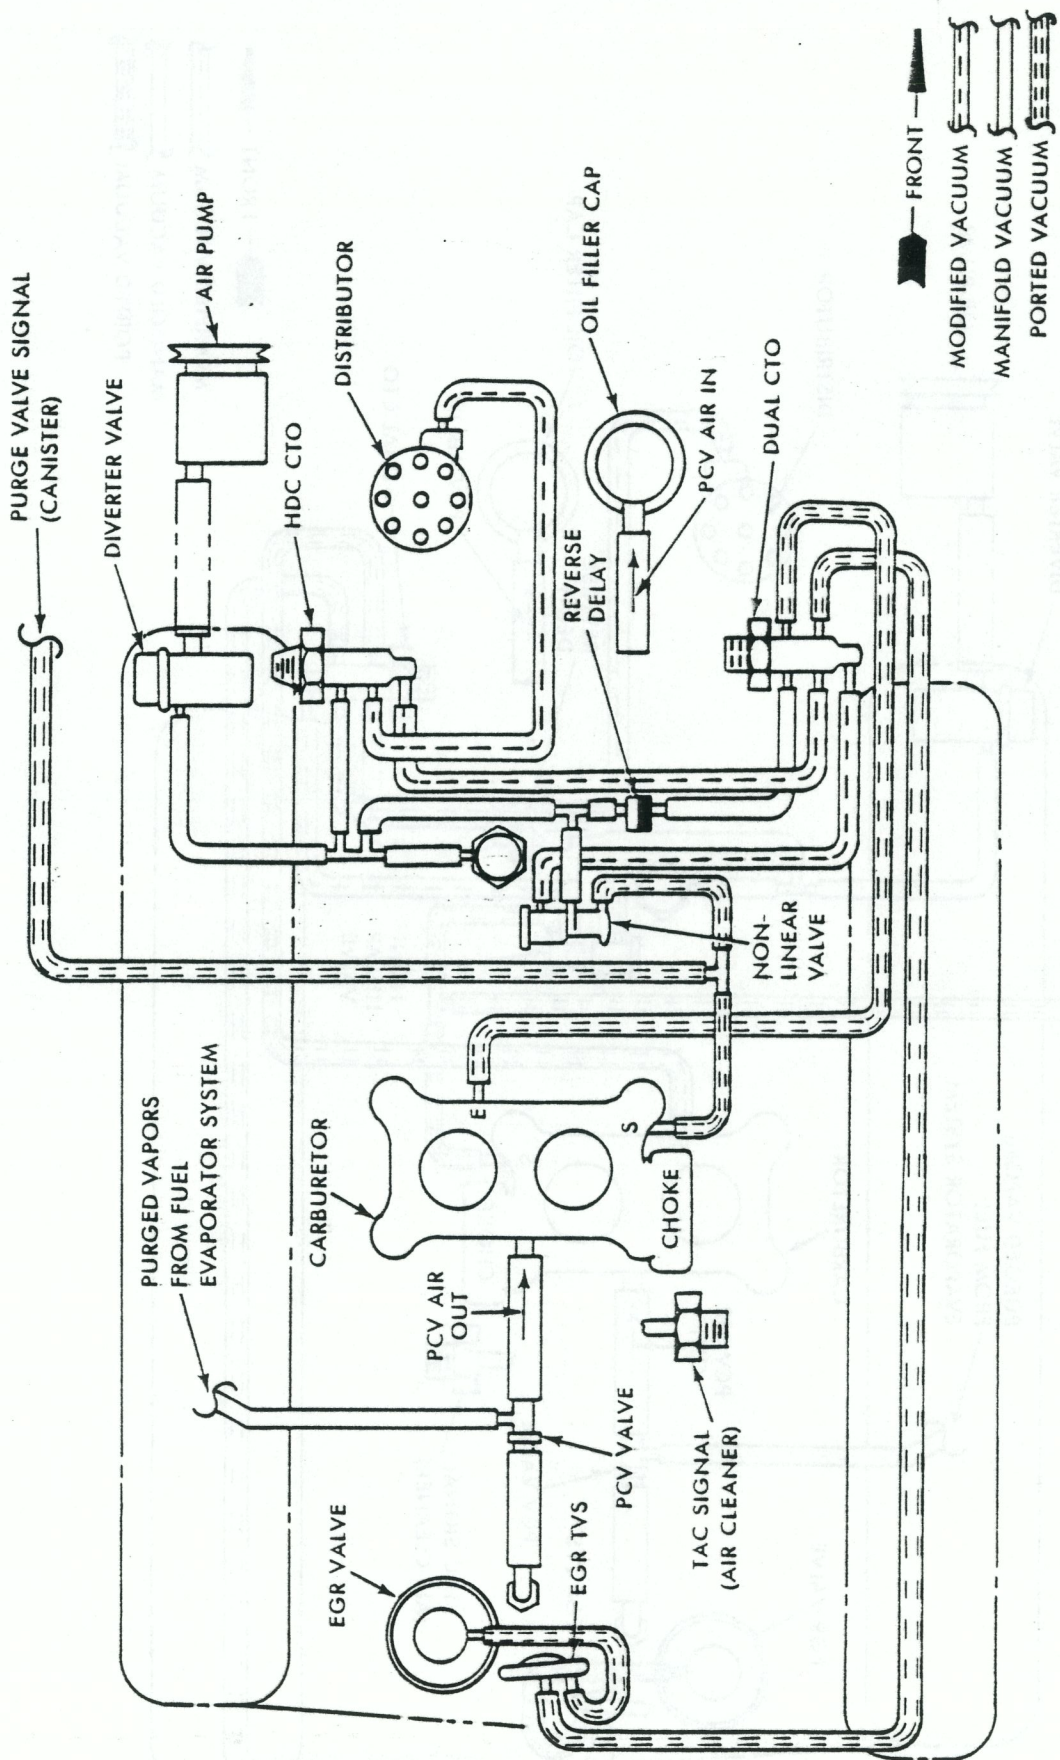 PURGE VALVE SIGNAL
(CANISTER)
DIVERTER VALVE
AIR PUMP
HDC CTO
DISTRIBUTOR
OIL FILLER CAP
REVERSE
DELAY
PCV AIR IN
DUAL CTO
FRONT
MODIFIED VACUUM
MANIFOLD VACUUM
PORTED VACUUM
NON-
LINEAR
VALVE
PURGED VAPORS
FROM FUEL
EVAPORATOR SYSTEM
CARBURETOR
E
S
CHOKE
PCV AIR
OUT
PCV VALVE
TAC SIGNAL
(AIR CLEANER)
EGR VALVE
EGR TVS